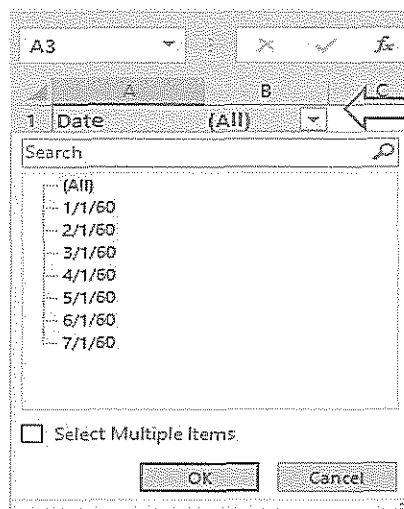 A3 fx
A B C
1 Date (All)
Search
(All)
1/1/60
2/1/60
3/1/60
4/1/60
5/1/60
6/1/60
7/1/60
Select Multiple Items
OK Cancel